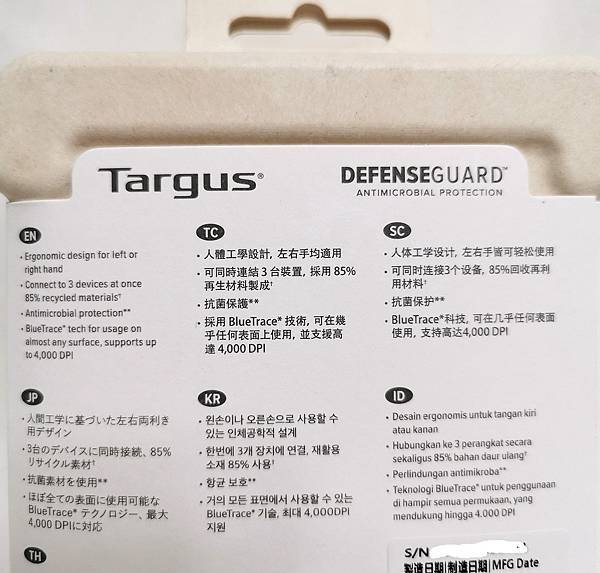 Targus®
DEFENSEGUARD™
ANTIMICROBIAL PROTECTION
EN
• Ergonomic design for left or
right hand
• Connect to 3 devices at once
85% recycled materials†
• Antimicrobial protection**
• BlueTrace® tech for usage on
almost any surface, supports up
to 4,000 DPI
TC
• 人體工學設計, 左右手均適用
• 可同時連結 3 台裝置, 採用 85%
再生材料製成†
• 抗菌保護**
• 採用 BlueTrace® 技術, 可在幾
乎任何表面上使用, 並支援高
達 4,000 DPI
SC
• 人体工学设计, 左右手皆可轻松使用
• 可同时连接3个设备, 85%回收再利
用材料†
• 抗菌保护**
• BlueTrace®科技, 可在几乎任何表面
使用, 支持高达4,000 DPI
JP
• 人間工学に基づいた左右両利き
用デザイン
• 3台のデバイスに同時接続、85%
リサイクル素材†
• 抗菌素材を使用**
• ほぼ全ての表面に使用可能な
BlueTrace® テクノロジー、最大
4,000 DPIに対応
KR
• 왼손이나 오른손으로 사용할 수
있는 인체공학적 설계
• 한번에 3개 장치에 연결, 재활용
소재 85% 사용†
• 항균 보호**
• 거의 모든 표면에서 사용할 수 있는
BlueTrace® 기술, 최대 4,000DPI
지원
ID
• Desain ergonomis untuk tangan kiri
atau kanan
• Hubungkan ke 3 perangkat secara
sekaligus 85% bahan daur ulang†
• Perlindungan antimikroba**
• Teknologi BlueTrace® untuk penggunaan
di hampir semua permukaan, yang
mendukung hingga 4.000 DPI
TH
S/N
製造日期|制造日期|MFG Date